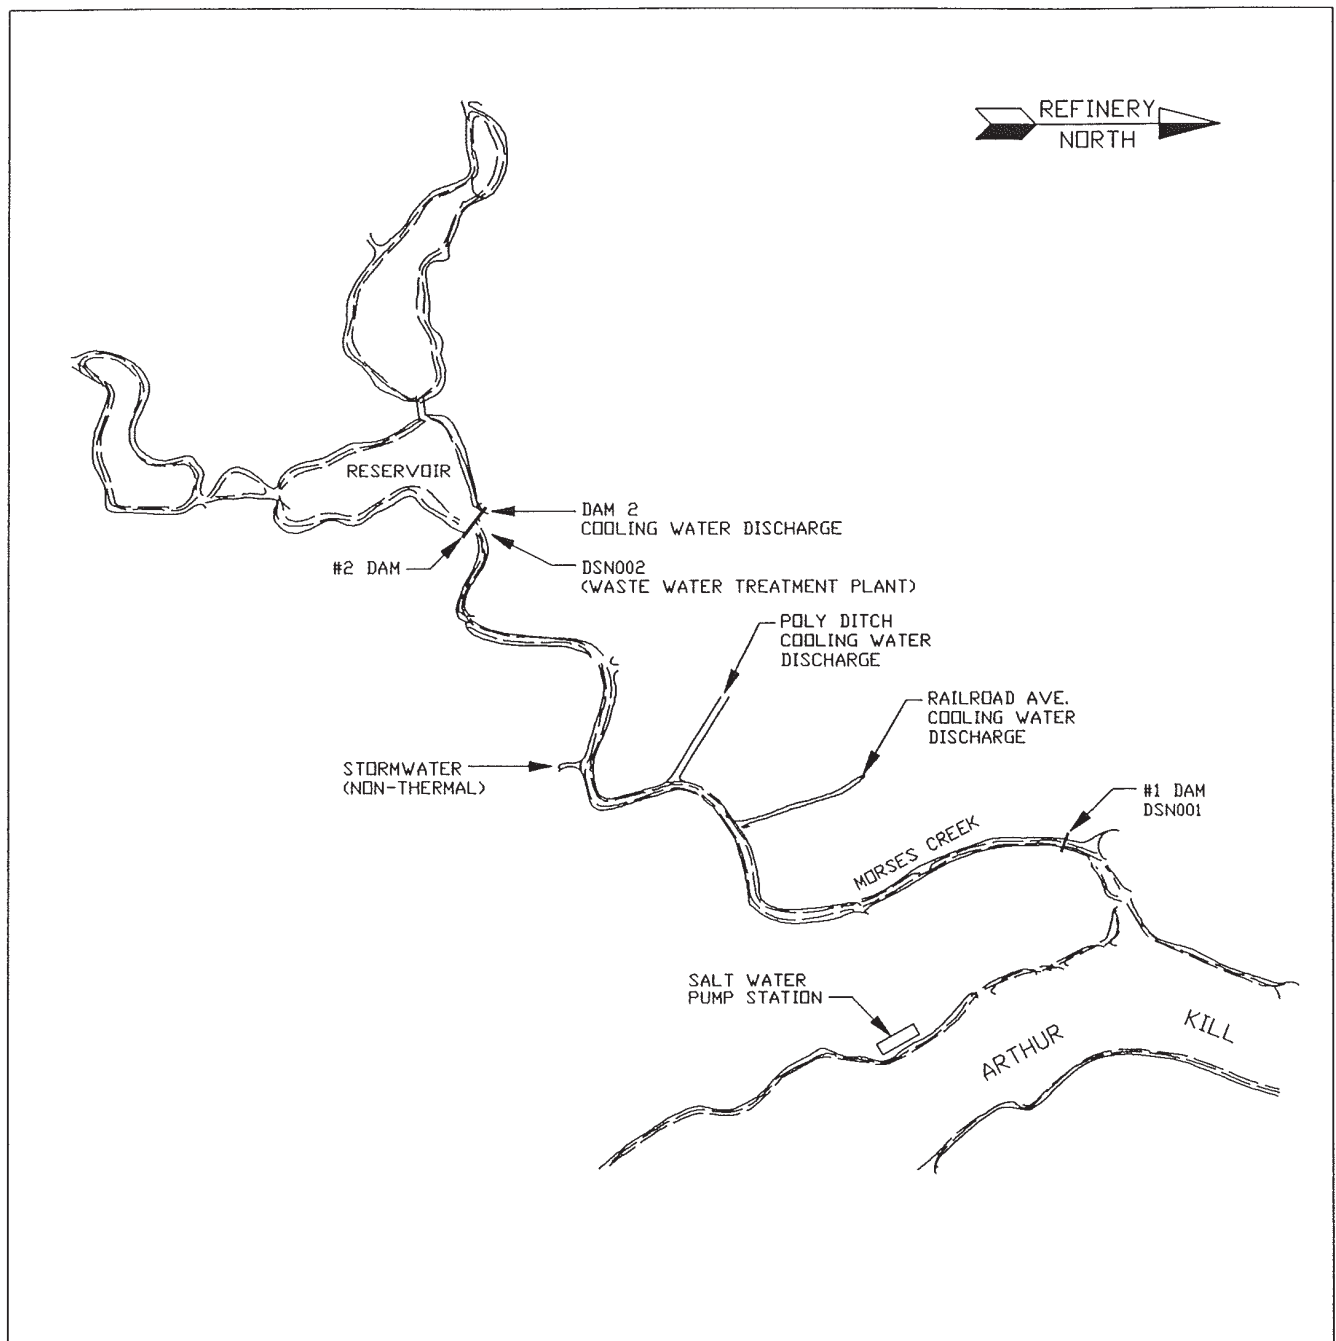 REFINERY
NORTH
RESERVOIR
DAM 2
COOLING WATER DISCHARGE
#2 DAM
DSN002
(WASTE WATER TREATMENT PLANT)
POLY DITCH
COOLING WATER
DISCHARGE
RAILROAD AVE.
COOLING WATER
DISCHARGE
STORMWATER
(NON-THERMAL)
#1 DAM
DSN001
MORSES CREEK
SALT WATER
PUMP STATION
ARTHUR KILL